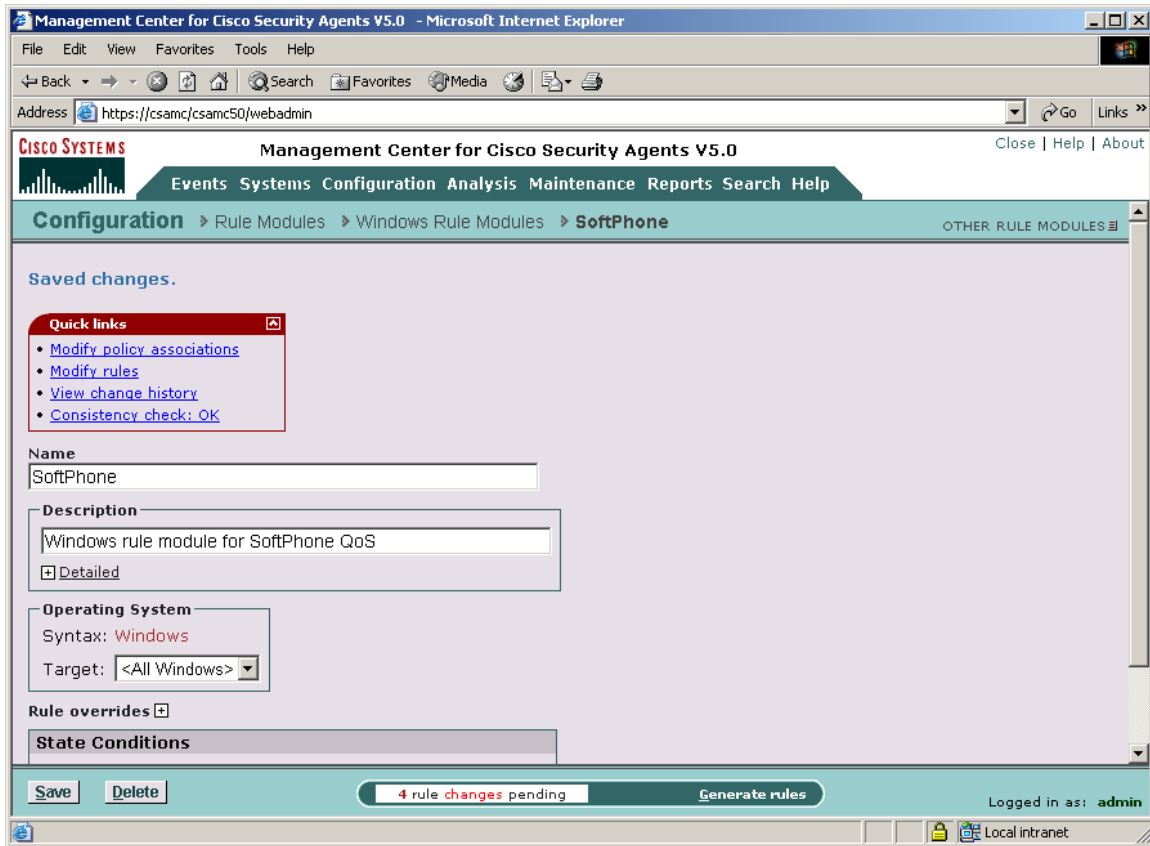 Management Center for Cisco Security Agents V5.0 - Microsoft Internet Explorer
File Edit View Favorites Tools Help
Back Search Favorites Media
Address https://csamc/csamc50/webadmin Go Links »
CISCO SYSTEMS Management Center for Cisco Security Agents V5.0 Close | Help | About
Events Systems Configuration Analysis Maintenance Reports Search Help
Configuration > Rule Modules > Windows Rule Modules > SoftPhone OTHER RULE MODULES
Saved changes.
Quick links
• Modify policy associations
• Modify rules
• View change history
• Consistency check: OK
Name
SoftPhone
Description
Windows rule module for SoftPhone QoS
+ Detailed
Operating System
Syntax: Windows
Target: <All Windows>
Rule overrides +
State Conditions
Save Delete 4 rule changes pending Generate rules Logged in as: admin
Local intranet